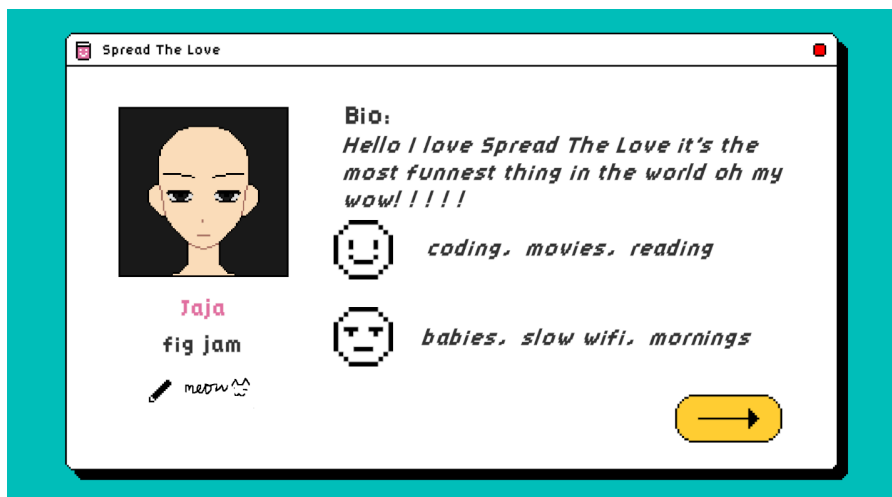 Spread The Love
Bio:
Hello I love Spread The Love it's the
most funnest thing in the world oh my
wow! ! ! ! !
coding, movies, reading
Jaja
fig jam
babies, slow wifi, mornings
meow